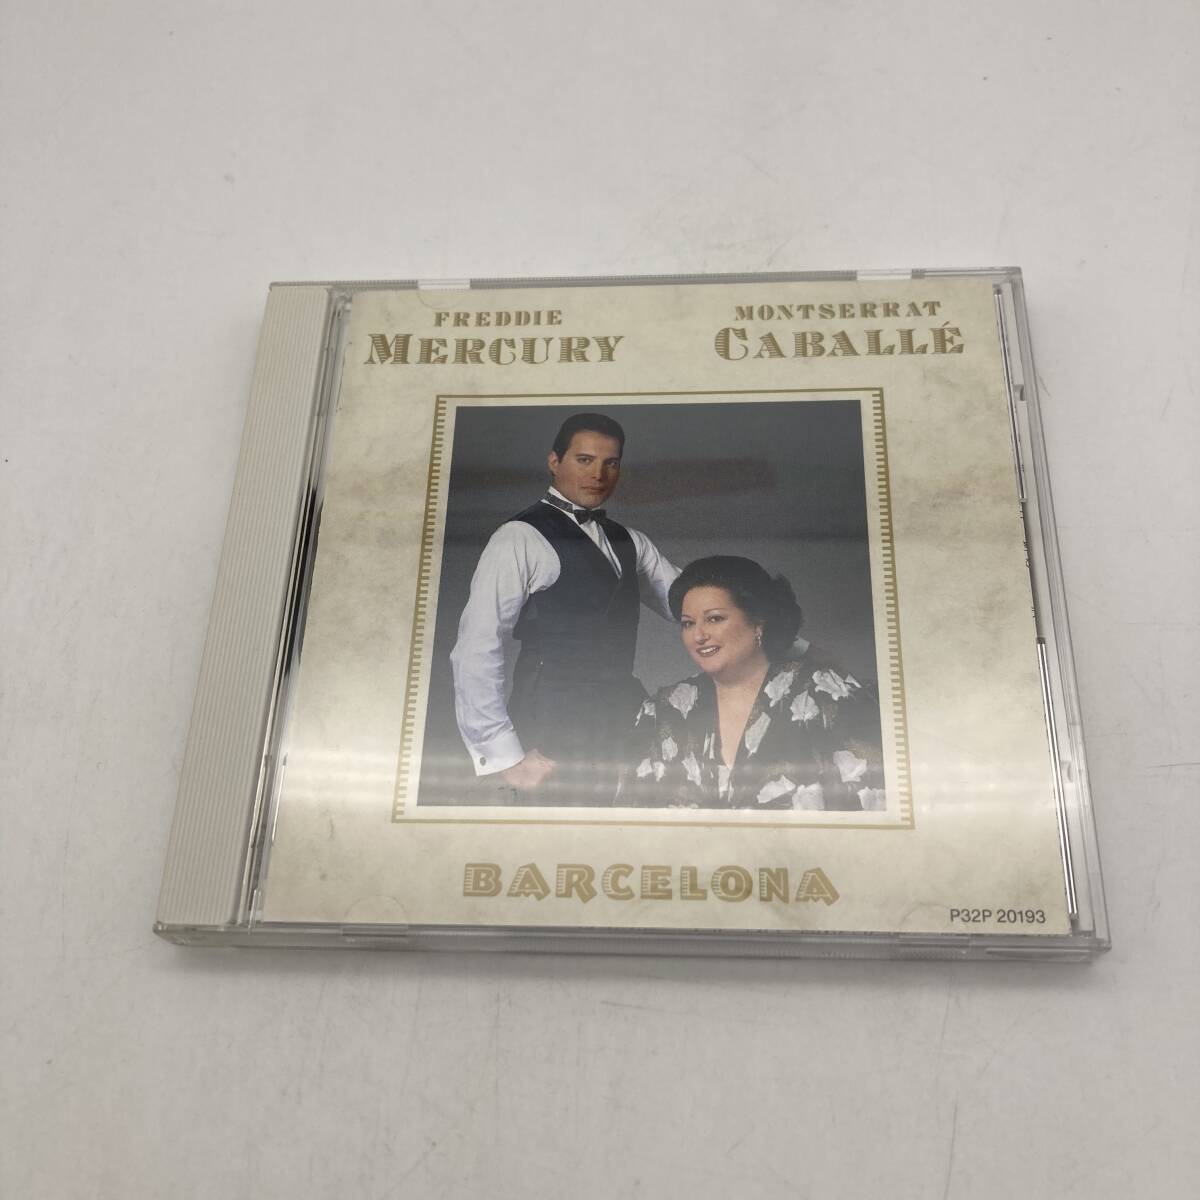 FREDDIE
MERCURY
MONTSERRAT
CABALLÉ
BARCELONA
P32P 20193